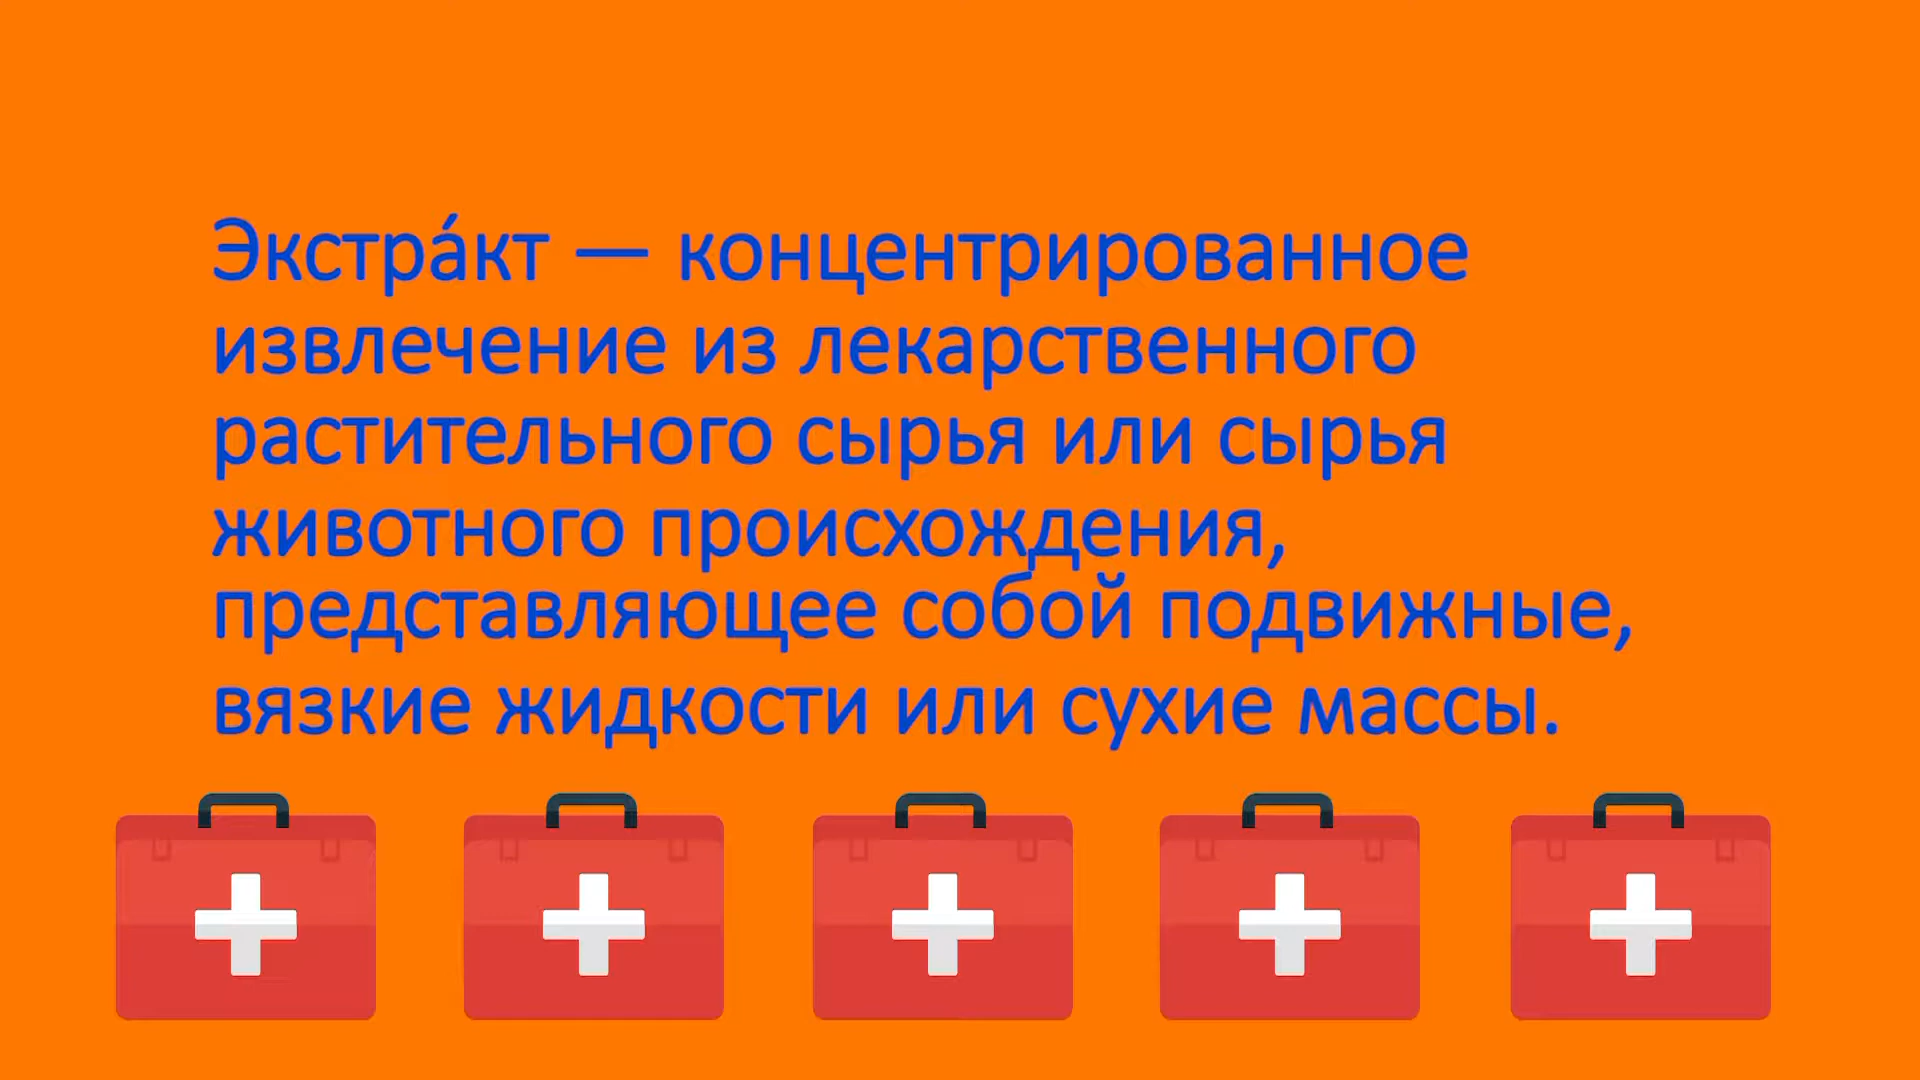 Экстра́кт — концентрированное
извлечение из лекарственного
растительного сырья или сырья
животного происхождения,
представляющее собой подвижные,
вязкие жидкости или сухие массы.